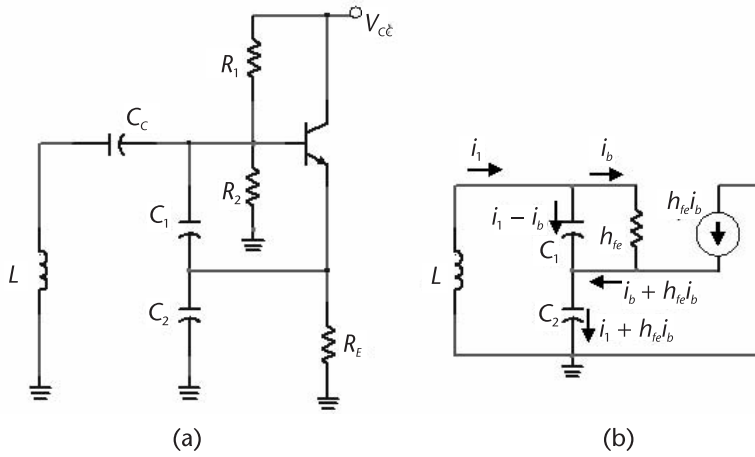 V_CC
R_1
C_C
R_2
C_1
L
C_2
R_E
(a)
i_1
i_b
i_1 − i_b
h_fe
h_fe i_b
C_1
L
i_b + h_fe i_b
C_2
i_1 + h_fe i_b
(b)